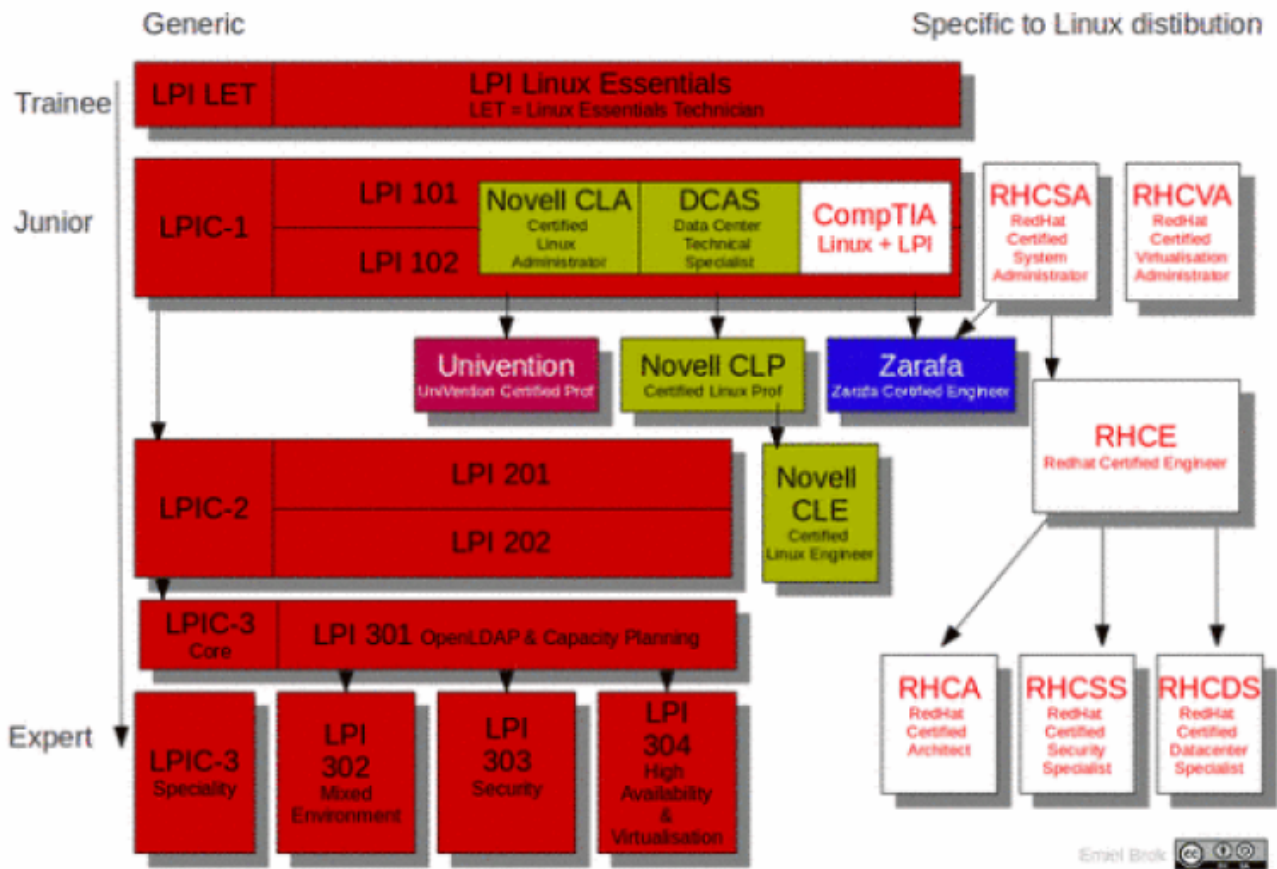 Generic
Specific to Linux distibution
Trainee
LPI LET
LPI Linux Essentials
LET = Linux Essentials Technician
Junior
LPIC-1
LPI 101
LPI 102
Novell CLA
Certified
Linux
Administrator
DCAS
Data Center
Technical
Specialist
CompTIA
Linux + LPI
RHCSA
RedHat
Certified
System
Administrator
RHCVA
RedHat
Certified
Virtualisation
Administrator
Univention
UniVention Certified Prof
Novell CLP
Certified Linux Prof
Zarafa
Zarafa Certified Engineer
RHCE
Redhat Certified Engineer
LPIC-2
LPI 201
LPI 202
Novell
CLE
Certified
Linux Engineer
LPIC-3
Core
LPI 301 OpenLDAP & Capacity Planning
Expert
LPIC-3
Speciality
LPI
302
Mixed
Environment
LPI
303
Security
LPI
304
High
Availability
&
Virtualisation
RHCA
RedHat
Certified
Architect
RHCSS
RedHat
Certified
Security
Specialist
RHCDS
RedHat
Certified
Datacenter
Specialist
Emiel Brok
cc